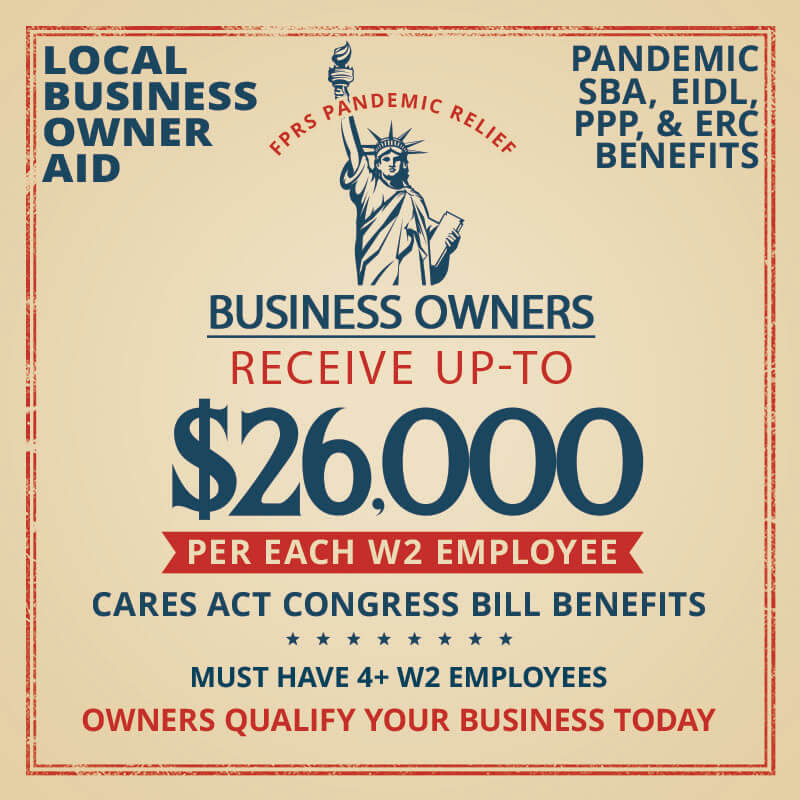 LOCAL
BUSINESS
OWNER
AID
FPRS PANDEMIC RELIEF
PANDEMIC
SBA, EIDL,
PPP, & ERC
BENEFITS
BUSINESS OWNERS
RECEIVE UP-TO
$26,000
PER EACH W2 EMPLOYEE
CARES ACT CONGRESS BILL BENEFITS
MUST HAVE 4+ W2 EMPLOYEES
OWNERS QUALIFY YOUR BUSINESS TODAY